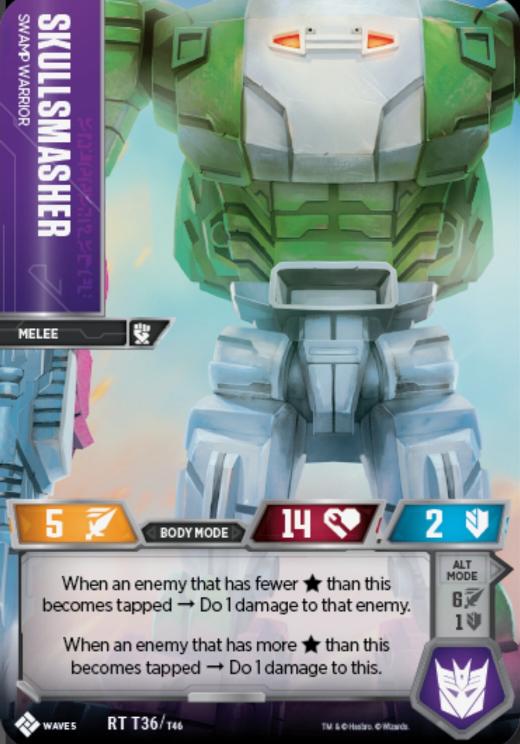 SKULLSMASHER
SWAMP WARRIOR
MELEE
5
BODY MODE
14
2
When an enemy that has fewer ★ than this
becomes tapped → Do 1 damage to that enemy.
When an enemy that has more ★ than this
becomes tapped → Do 1 damage to this.
ALT
MODE
6
1
WAVE 5
RT T36/T46
TM & © Hasbro. © Wizards.